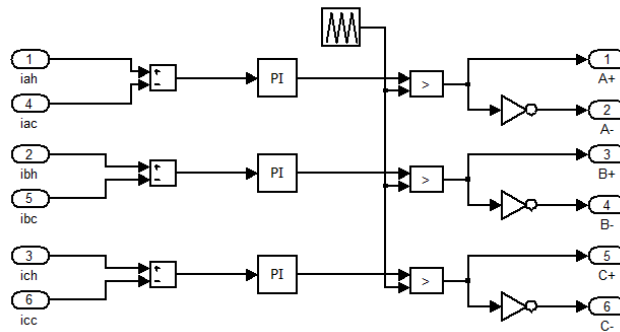 1
iah
+
−
PI
>
1
A+
4
iac
2
A-
2
ibh
+
−
PI
>
3
B+
5
ibc
4
B-
3
ich
+
−
PI
>
5
C+
6
icc
6
C-